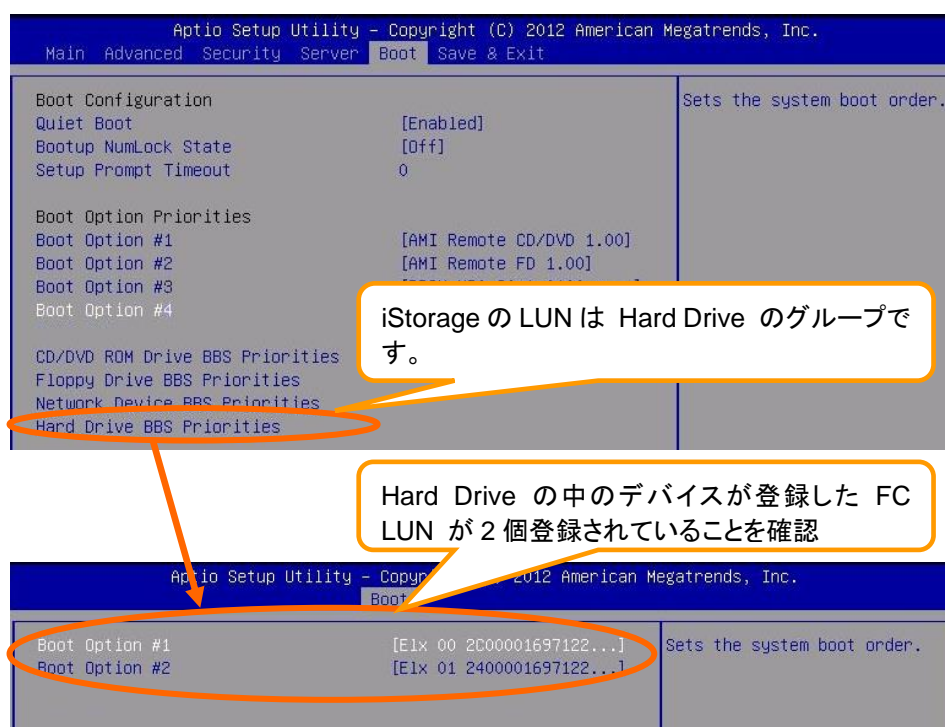 Aptio Setup Utility – Copyright (C) 2012 American Megatrends, Inc.
Main Advanced Security Server Boot Save & Exit
Boot Configuration
Quiet Boot [Enabled]
Bootup NumLock State [Off]
Setup Prompt Timeout 0
Sets the system boot order.
Boot Option Priorities
Boot Option #1 [AMI Remote CD/DVD 1.00]
Boot Option #2 [AMI Remote FD 1.00]
Boot Option #3
Boot Option #4
CD/DVD ROM Drive BBS Priorities
Floppy Drive BBS Priorities
Network Device BBS Priorities
Hard Drive BBS Priorities
iStorage の LUN は Hard Drive のグループで
す。
Hard Drive の中のデバイスが登録した FC
LUN が 2 個登録されていることを確認
Aptio Setup Utility – 2012 American Megatrends, Inc.
Boot
Boot Option #1 [Elx 00 2C00001697122...]
Boot Option #2 [Elx 01 2400001697122...]
Sets the system boot order.